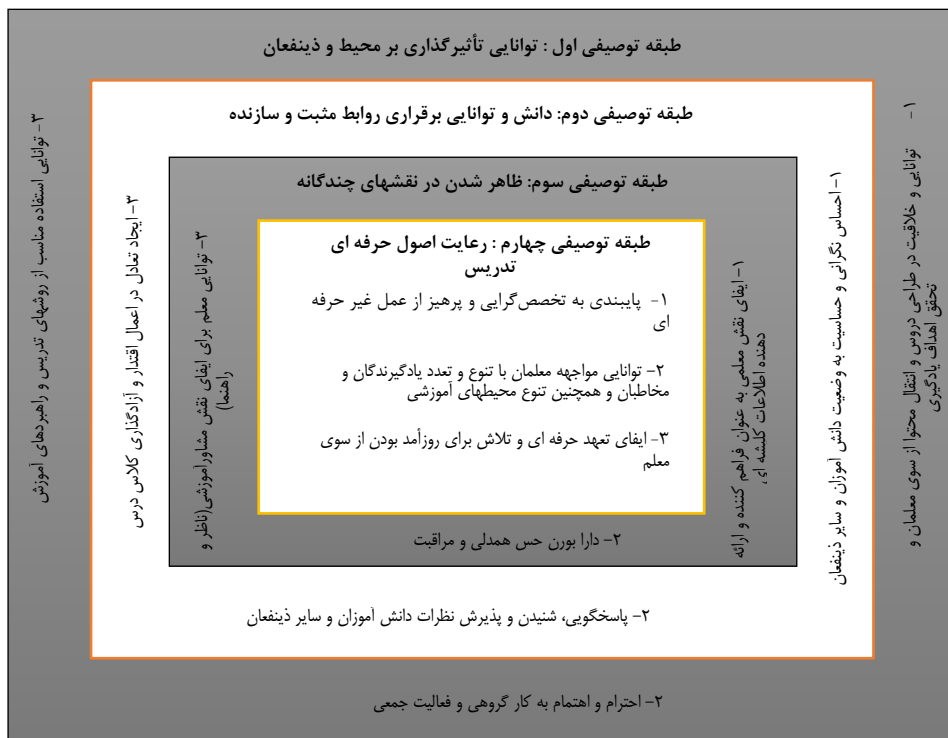 طبقه توصیفی اول : توانایی تأثیرگذاری بر محیط و ذینفعان
۱-
توانایی و خلاقیت در طراحی دروس و انتقال محتوا از سوی معلمان و
تحقق اهداف یادگیری
۲- احترام و اهتمام به کار گروهی و فعالیت جمعی
۳- توانایی استفاده مناسب از روشهای تدریس و راهبردهای آموزش
طبقه توصیفی دوم: دانش و توانایی برقراری روابط مثبت و سازنده
۱- احساس نگرانی و حساسیت به وضعیت دانش آموزان و سایر ذینفعان
۲- پاسخگویی، شنیدن و پذیرش نظرات دانش آموزان و سایر ذینفعان
۳- ایجاد تعادل در اعمال اقتدار و آزادگذاری کلاس درس
طبقه توصیفی سوم: ظاهر شدن در نقشهای چندگانه
۱- ایفای نقش معلمی به عنوان فراهم کننده و ارائه
دهنده اطلاعات کلیشه ای،
۲- دارا بورن حس همدلی و مراقبت
۳- توانایی معلم برای ایفای نقش مشاورآموزشی(ناظر و
راهنما)
طبقه توصیفی چهارم : رعایت اصول حرفه ای
تدریس
۱- پایبندی به تخصص‌گرایی و پرهیز از عمل غیر حرفه
ای
۲- توانایی مواجهه معلمان با تنوع و تعدد یادگیرندگان و
مخاطبان و همچنین تنوع محیطهای آموزشی
۳- ایفای تعهد حرفه ای و تلاش برای روزآمد بودن از سوی
معلم